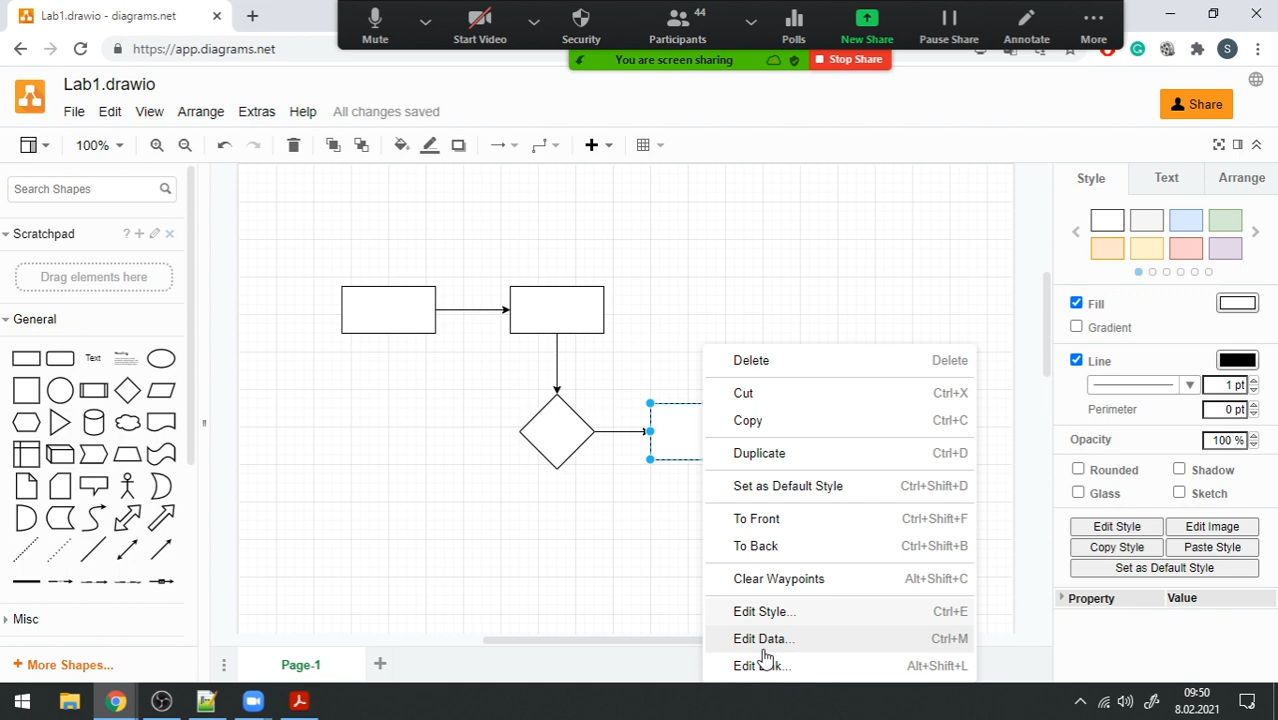 Lab1.drawio - diagrams.net
https://app.diagrams.net
Mute
Start Video
Security
44
Participants
Polls
New Share
Pause Share
Annotate
More
You are screen sharing
Stop Share
S
Lab1.drawio
File Edit View Arrange Extras Help All changes saved
Share
100%
Search Shapes
Scratchpad
?
Drag elements here
General
Text
Heading
Misc
+ More Shapes...
Page-1
Delete Delete
Cut Ctrl+X
Copy Ctrl+C
Duplicate Ctrl+D
Set as Default Style Ctrl+Shift+D
To Front Ctrl+Shift+F
To Back Ctrl+Shift+B
Clear Waypoints Alt+Shift+C
Edit Style... Ctrl+E
Edit Data... Ctrl+M
Edit Alt+Shift+L
Style Text Arrange
Fill
Gradient
Line
1 pt
Perimeter 0 pt
Opacity 100 %
Rounded Shadow
Glass Sketch
Edit Style Edit Image
Copy Style Paste Style
Set as Default Style
Property Value
09:50
8.02.2021